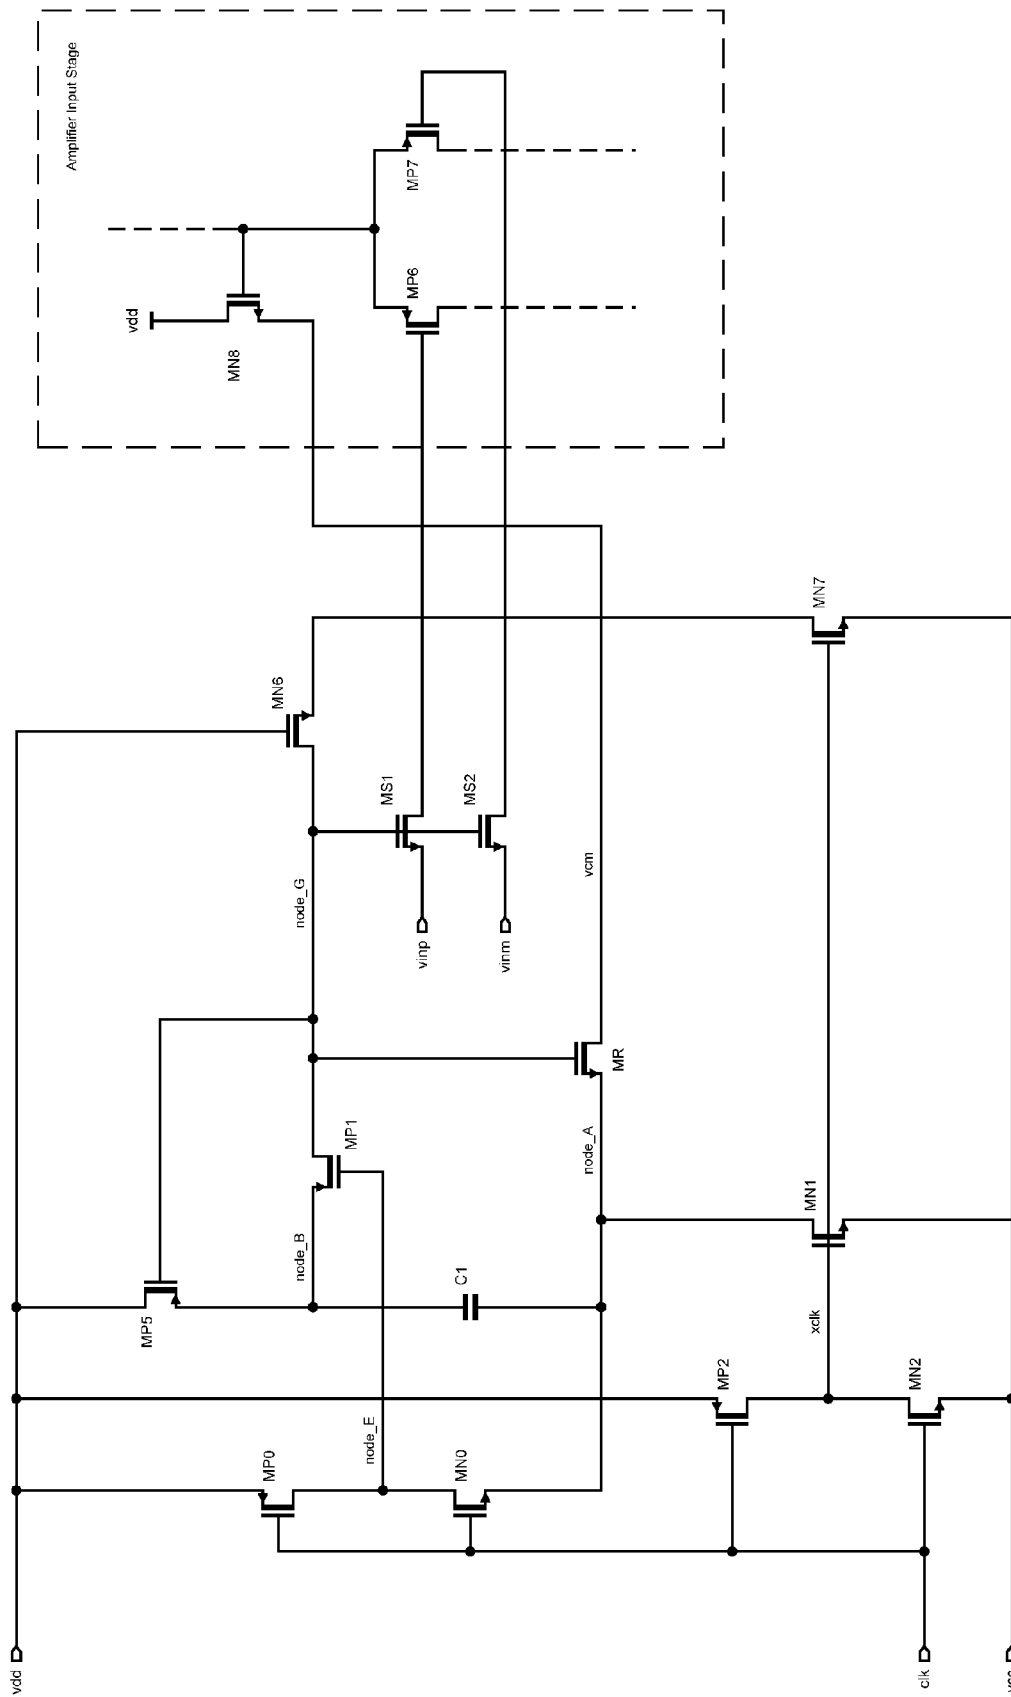 Amplifier Input Stage
MP7
vdd
MN8
MP6
MN6
MN7
MS1
MS2
node_G
vcm
vinp
vinm
MR
MP1
node_A
MN1
node_B
MP5
C1
xclk
MP2
MN2
node_E
MP0
MN0
vdd
clk